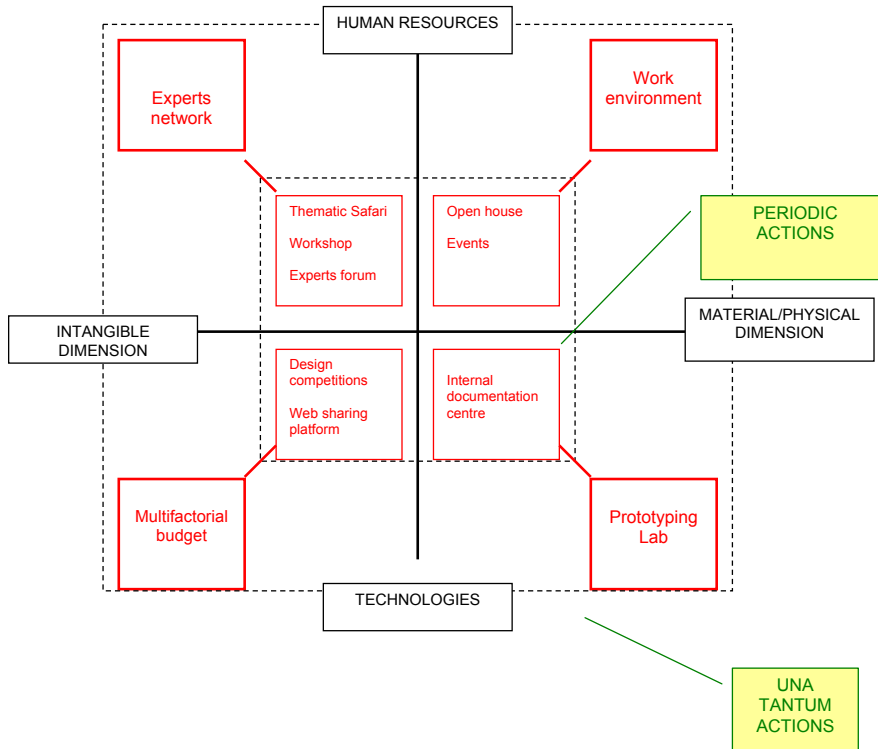 HUMAN RESOURCES
Experts
network
Work
environment
Thematic Safari
Workshop
Experts forum
Open house
Events
PERIODIC
ACTIONS
INTANGIBLE
DIMENSION
MATERIAL/PHYSICAL
DIMENSION
Design
competitions
Web sharing
platform
Internal
documentation
centre
Multifactorial
budget
Prototyping
Lab
TECHNOLOGIES
UNA
TANTUM
ACTIONS